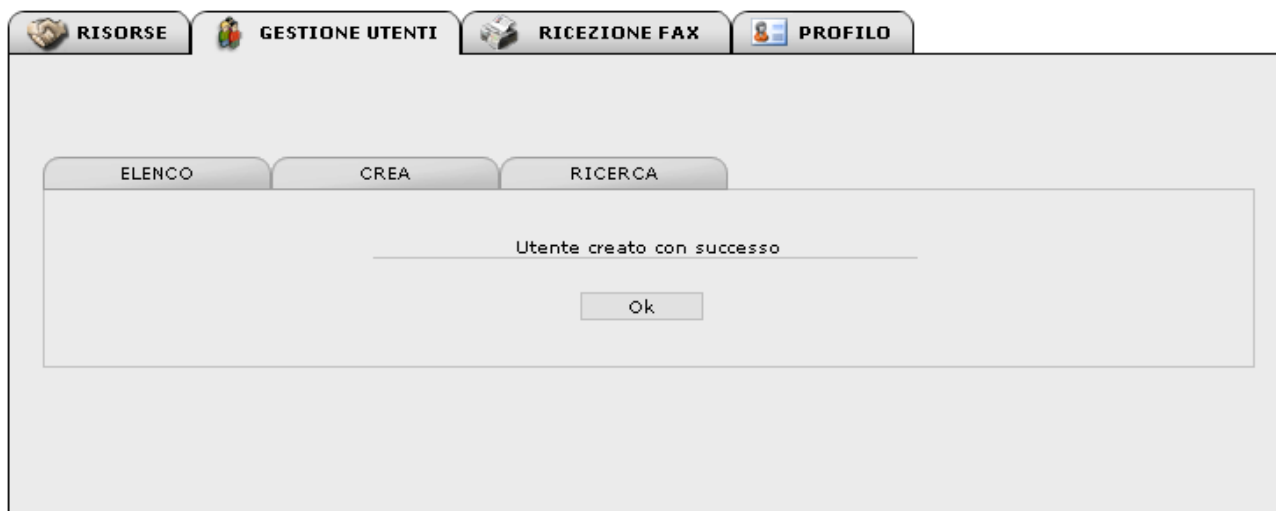 RISORSE GESTIONE UTENTI RICEZIONE FAX PROFILO
ELENCO CREA RICERCA
Utente creato con successo
Ok